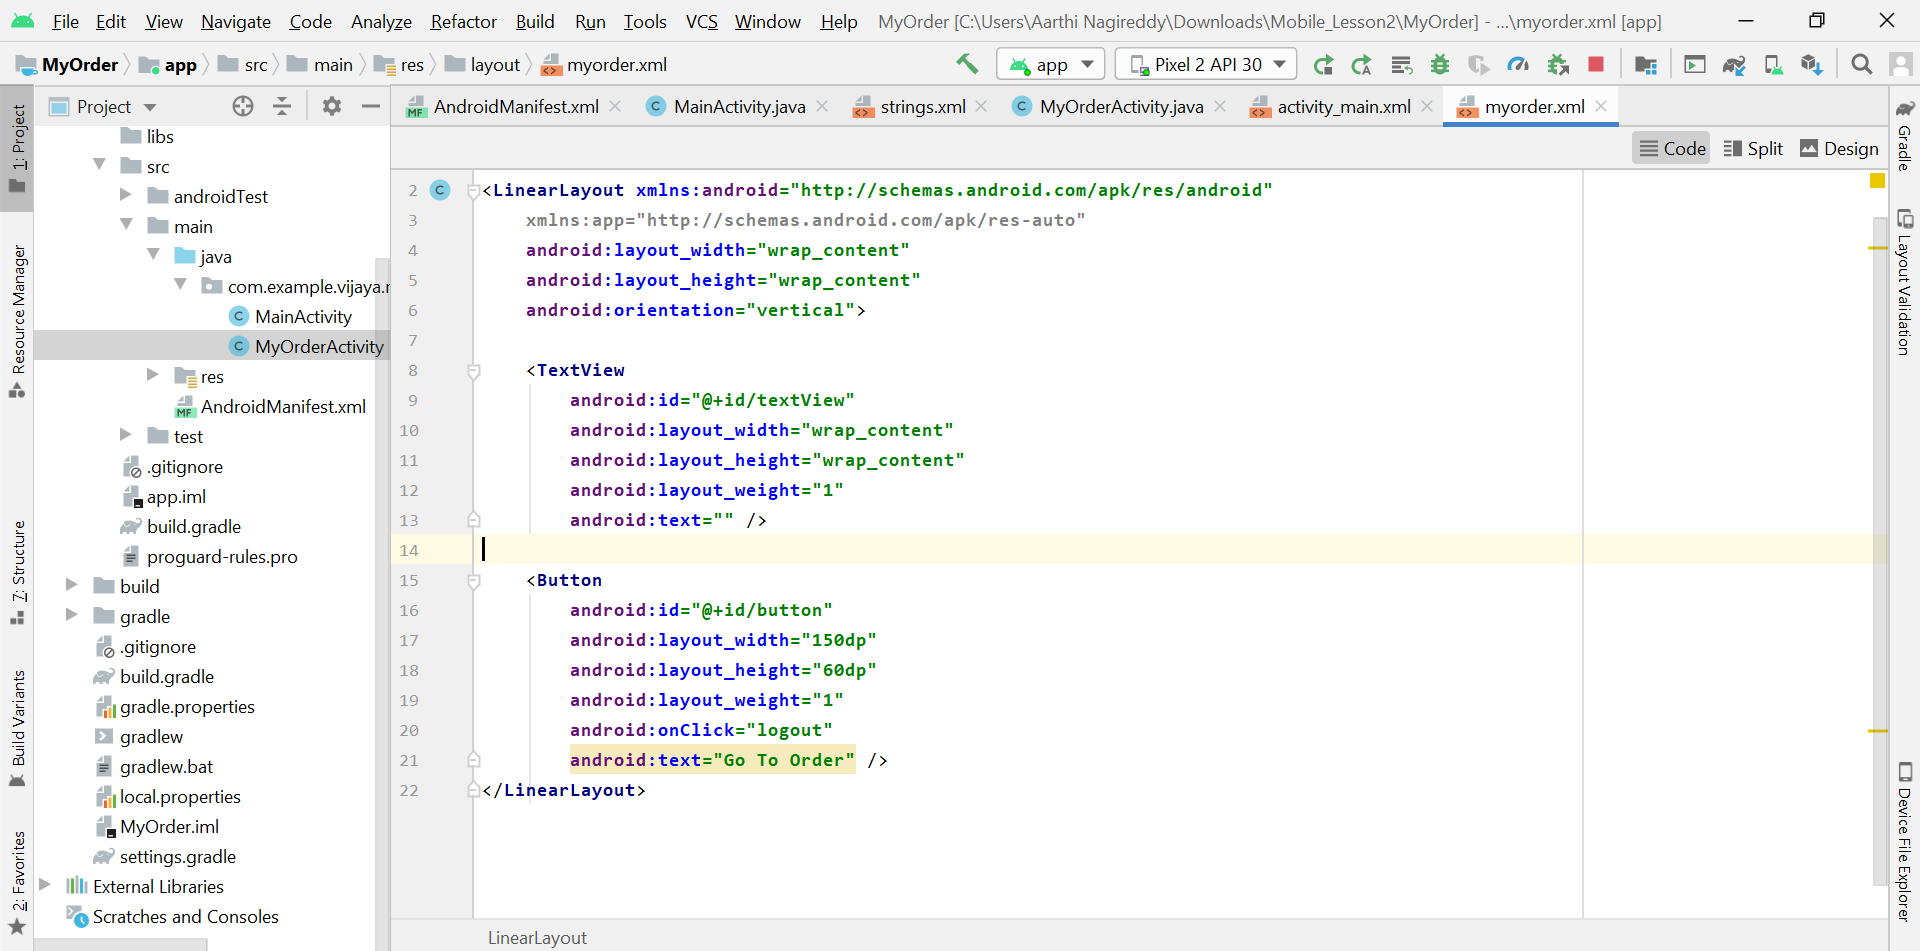 File Edit View Navigate Code Analyze Refactor Build Run Tools VCS Window Help MyOrder [C:\Users\Aarthi Nagireddy\Downloads\Mobile_Lesson2\MyOrder] - ...\myorder.xml [app]
MyOrder app src main res layout myorder.xml app Pixel 2 API 30
Project AndroidManifest.xml MainActivity.java strings.xml MyOrderActivity.java activity_main.xml myorder.xml
Code Split Design
1: Project
Resource Manager
7: Structure
Build Variants
2: Favorites
libs
src
androidTest
main
java
com.example.vijaya.
MainActivity
MyOrderActivity
res
MF AndroidManifest.xml
test
.gitignore
app.iml
build.gradle
proguard-rules.pro
build
gradle
.gitignore
build.gradle
gradle.properties
gradlew
gradlew.bat
local.properties
MyOrder.iml
settings.gradle
External Libraries
Scratches and Consoles
2 <LinearLayout xmlns:android="http://schemas.android.com/apk/res/android"
3 xmlns:app="http://schemas.android.com/apk/res-auto"
4 android:layout_width="wrap_content"
5 android:layout_height="wrap_content"
6 android:orientation="vertical">
7
8 <TextView
9 android:id="@+id/textView"
10 android:layout_width="wrap_content"
11 android:layout_height="wrap_content"
12 android:layout_weight="1"
13 android:text="" />
14
15 <Button
16 android:id="@+id/button"
17 android:layout_width="150dp"
18 android:layout_height="60dp"
19 android:layout_weight="1"
20 android:onClick="logout"
21 android:text="Go To Order" />
22 </LinearLayout>
LinearLayout
Gradle
Layout Validation
Device File Explorer